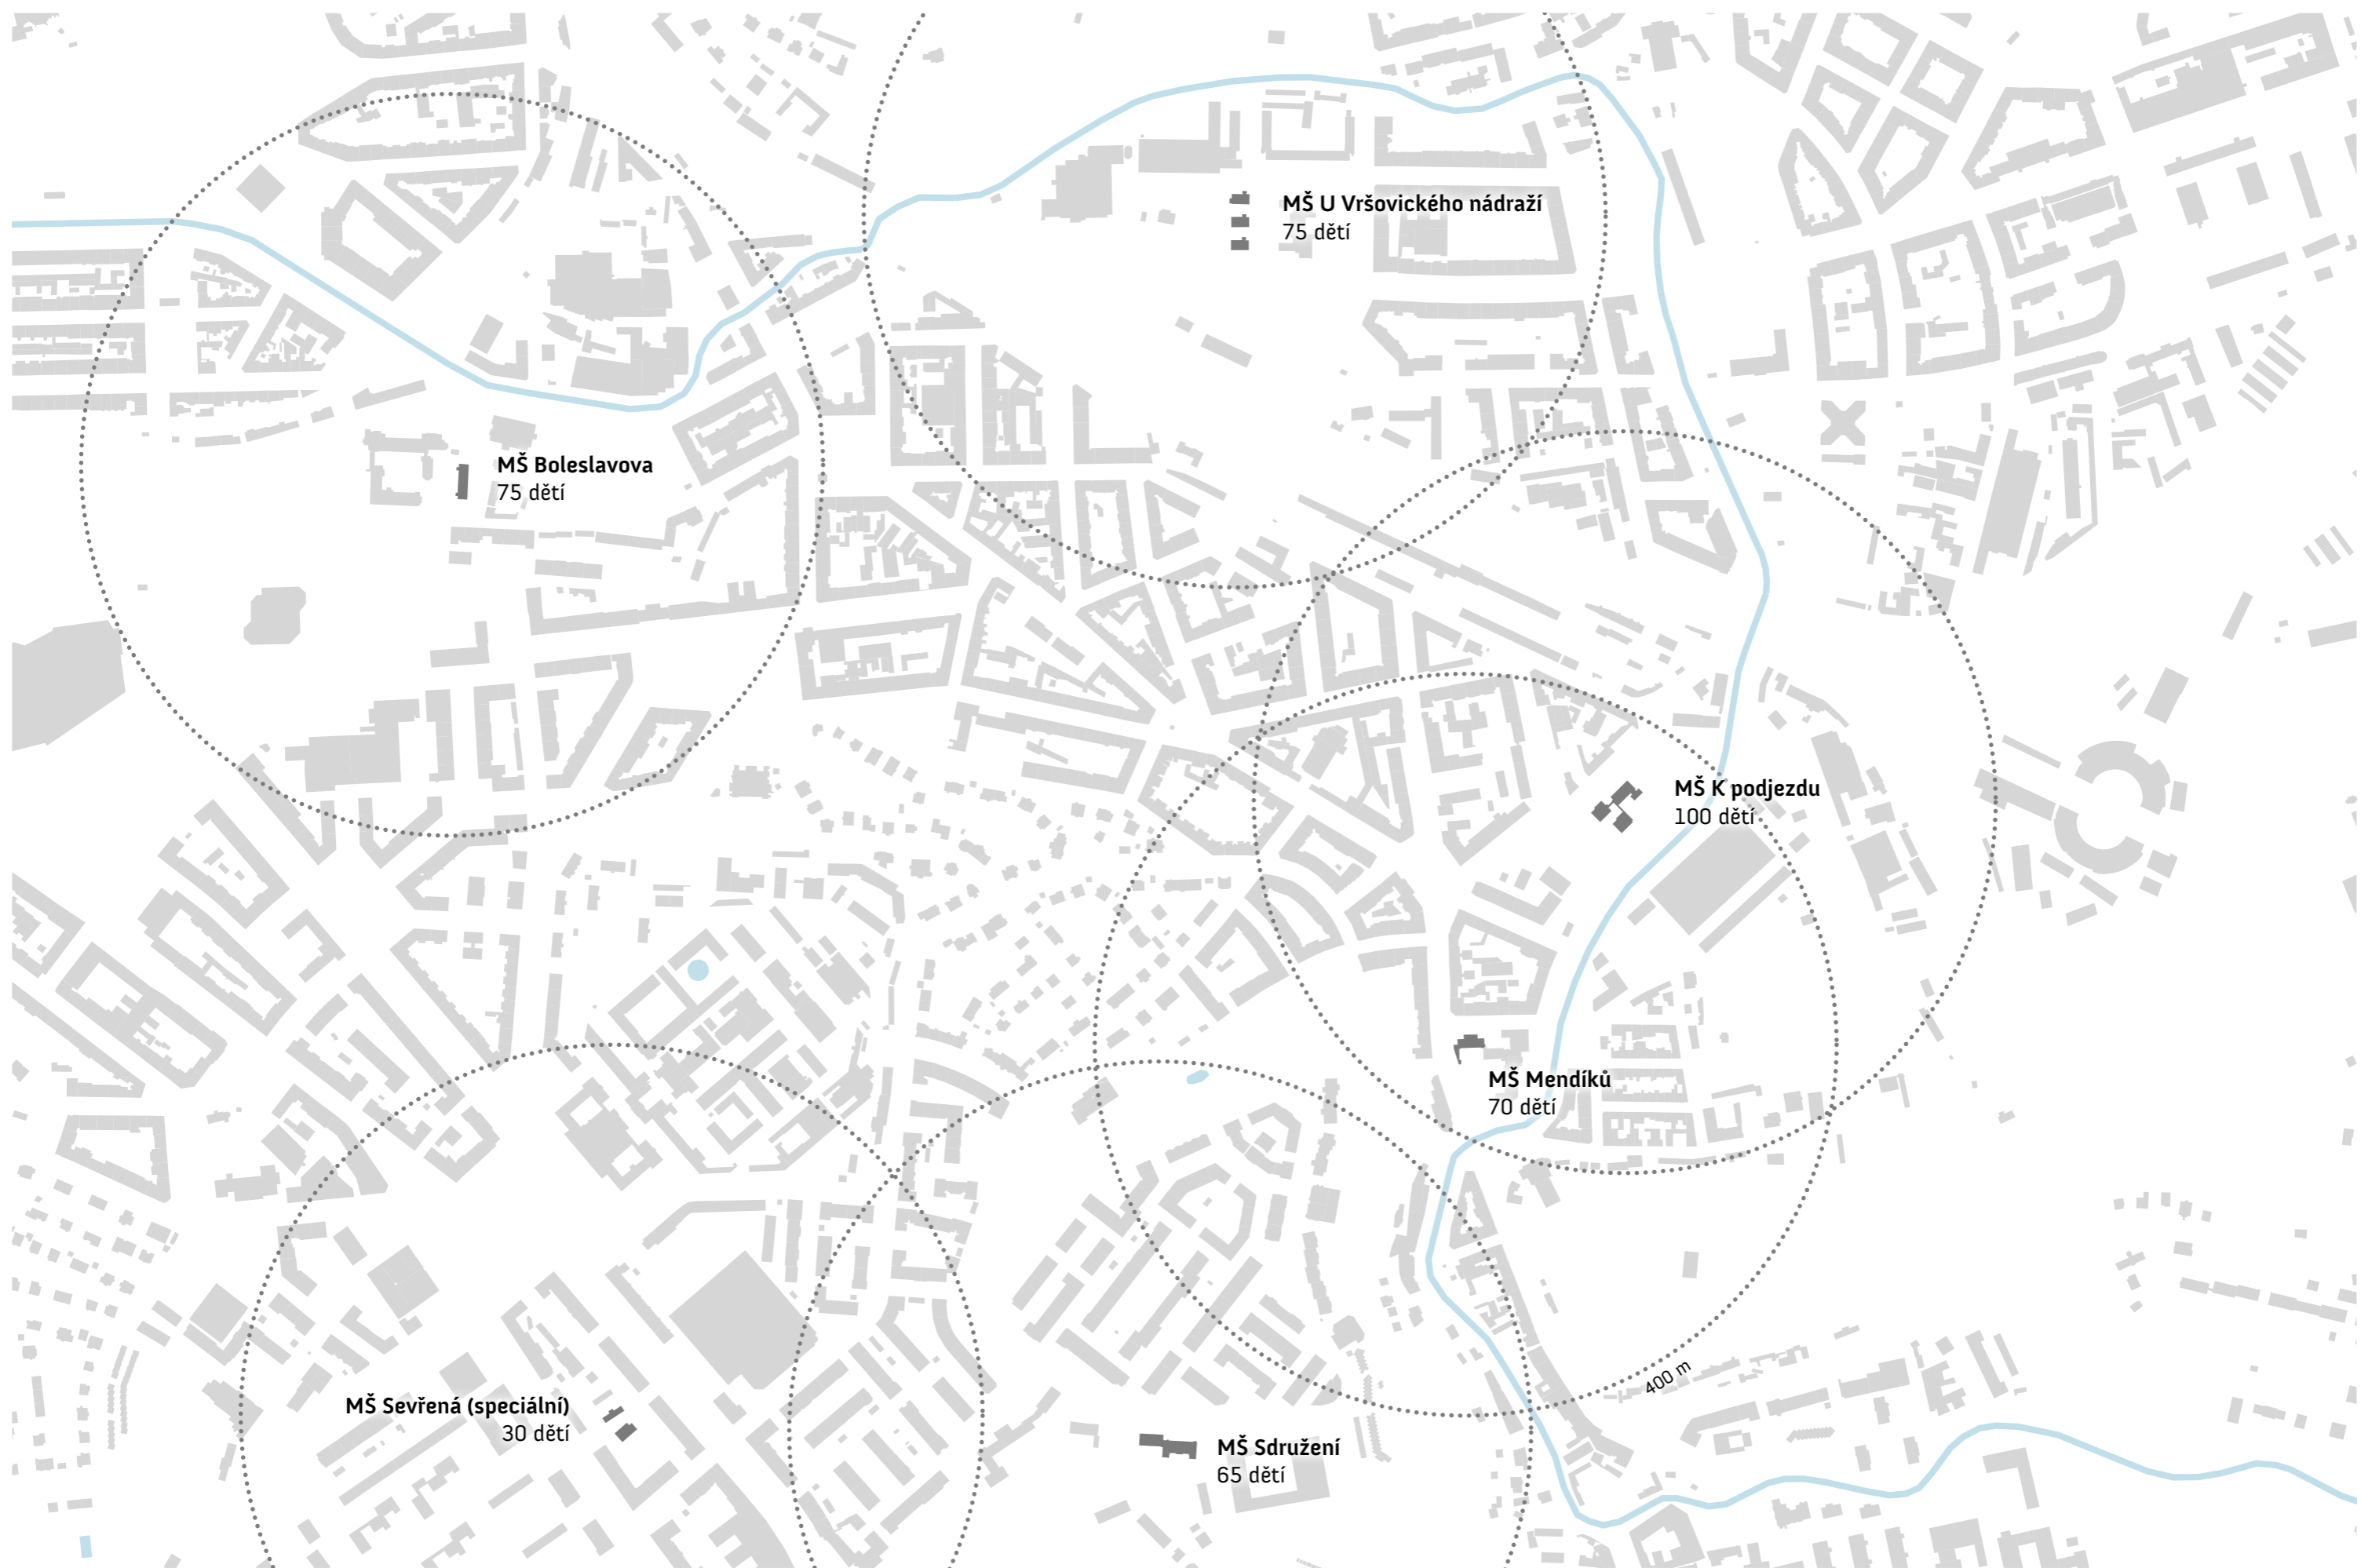 MŠ U Vršovického nádraží
75 dětí
MŠ Boleslavova
75 dětí
MŠ K podjezdu
100 dětí
MŠ Mendíků
70 dětí
400 m
MŠ Sevřená (speciální)
30 dětí
MŠ Sdružení
65 dětí